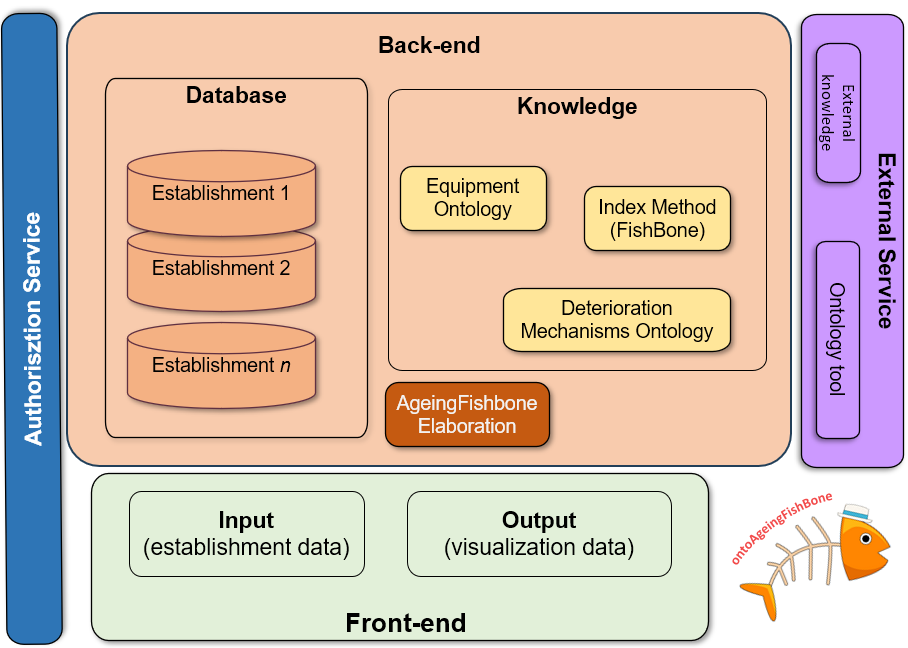 Authorisztion Service
Back-end
Database
Establishment 1
Establishment 2
Establishment n
Knowledge
Equipment
Ontology
Index Method
(FishBone)
Deterioration
Mechanisms Ontology
AgeingFishbone
Elaboration
External
knowledge
Ontology tool
External Service
Input
(establishment data)
Output
(visualization data)
Front-end
ontoAgeingFishBone